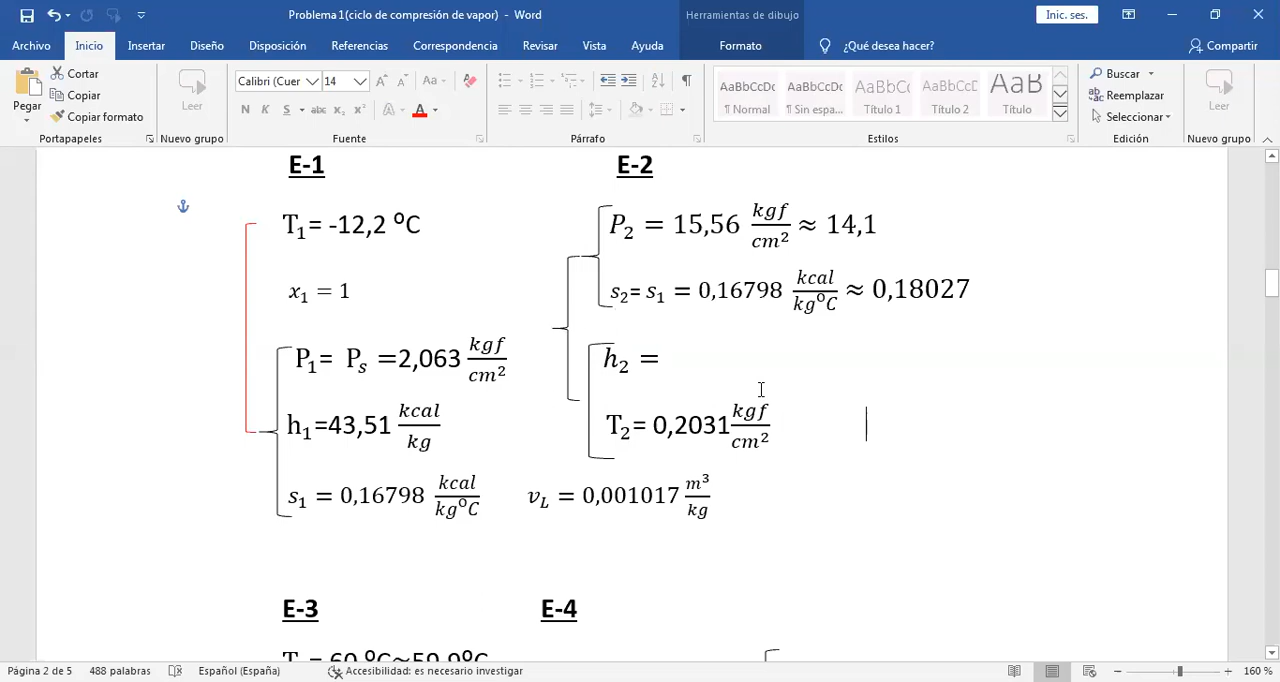 Problema 1(ciclo de compresión de vapor) - Word
Herramientas de dibujo
Inic. ses.
Archivo Inicio Insertar Diseño Disposición Referencias Correspondencia Revisar Vista Ayuda Formato ¿Qué desea hacer? Compartir
Pegar
Cortar
Copiar
Copiar formato
Leer
Calibri (Cuer 14
AaBbCcDc AaBbCcDc AaBbCc AaBbCcD AaB
¶ Normal ¶ Sin espa... Título 1 Título 2 Título
Buscar
Reemplazar
Seleccionar
Leer
Portapapeles Nuevo grupo Fuente Párrafo Estilos Edición Nuevo grupo
E-1 E-2
T₁= -12,2 ºC
P₂ = 15,56 kgf/cm² ≈ 14,1
x₁ = 1
s₂= s₁ = 0,16798 kcal/kgºC ≈ 0,18027
P₁= Pₛ =2,063 kgf/cm²
h₂ =
h₁=43,51 kcal/kg
T₂= 0,2031 kgf/cm²
s₁ = 0,16798 kcal/kgºC
v_L = 0,001017 m³/kg
E-3 E-4
Página 2 de 5 488 palabras Español (España) Accesibilidad: es necesario investigar 160 %